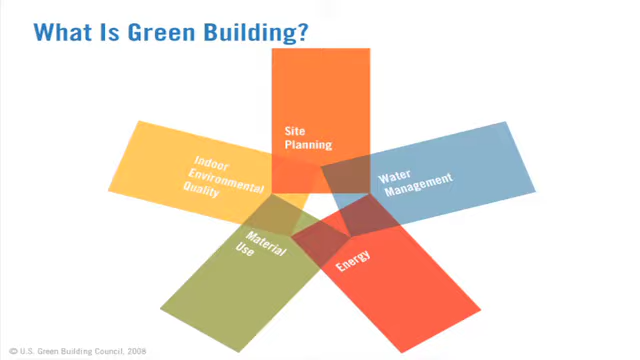 What Is Green Building?
Site
Planning
Indoor
Environmental
Quality
Water
Management
Material
Use
Energy
© U.S. Green Building Council, 2008